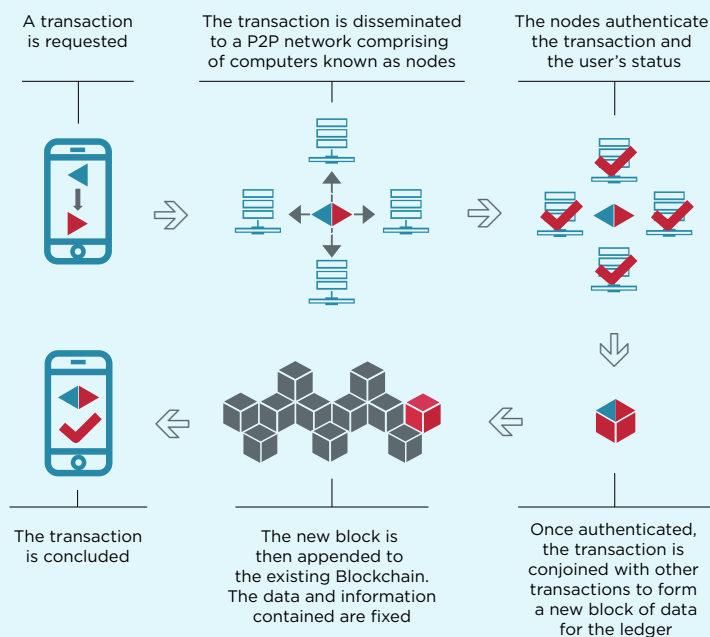 A transaction
is requested
The transaction is disseminated
to a P2P network comprising
of computers known as nodes
The nodes authenticate
the transaction and
the user's status
Once authenticated,
the transaction is
conjoined with other
transactions to form
a new block of data
for the ledger
The new block is
then appended to
the existing Blockchain.
The data and information
contained are fixed
The transaction
is concluded